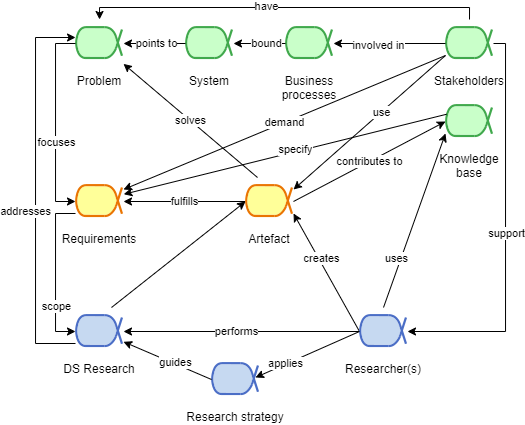 have
points to
bound
involved in
Problem
System
Business
processes
Stakeholders
solves
demand
use
focuses
specify
contributes to
Knowledge
base
addresses
fulfills
Requirements
Artefact
support
creates
uses
scope
performs
DS Research
guides
applies
Researcher(s)
Research strategy